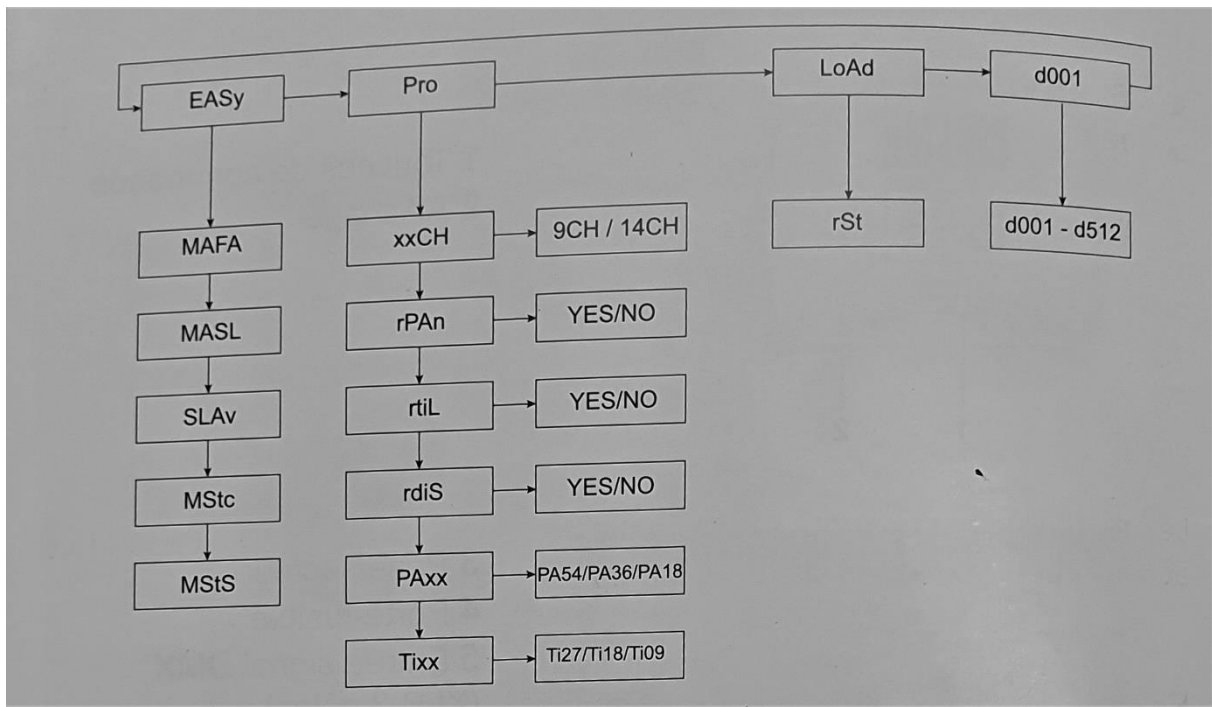 EASy
Pro
LoAd
d001
MAFA
xxCH
9CH / 14CH
rSt
d001 - d512
MASL
rPAn
YES/NO
SLAv
rtiL
YES/NO
MStc
rdiS
YES/NO
MStS
PAxx
PA54/PA36/PA18
Tixx
Ti27/Ti18/Ti09